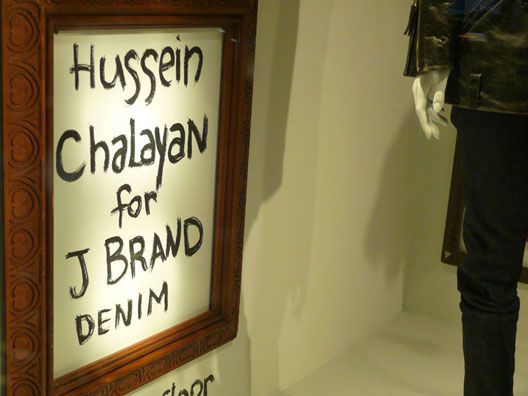 Hussein
Chalayan
for
J BRAND
DENIM